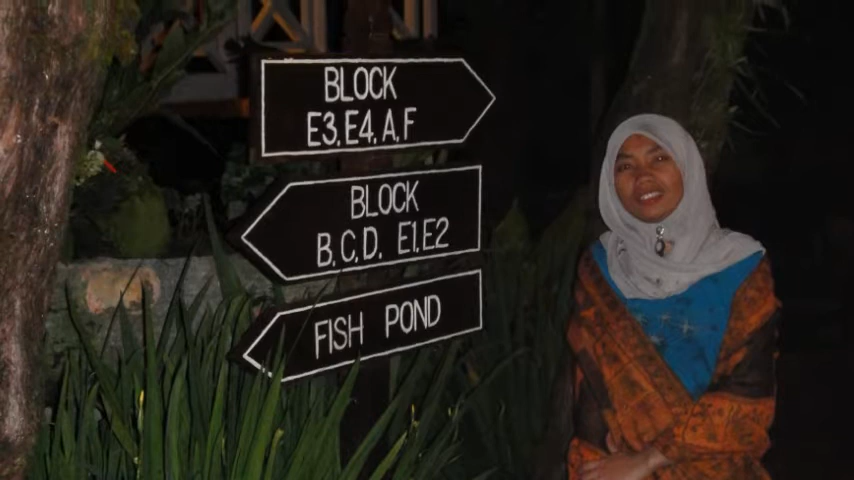 BLOCK
E3, E4, A, F
BLOCK
B, C, D, E1, E2
FISH POND